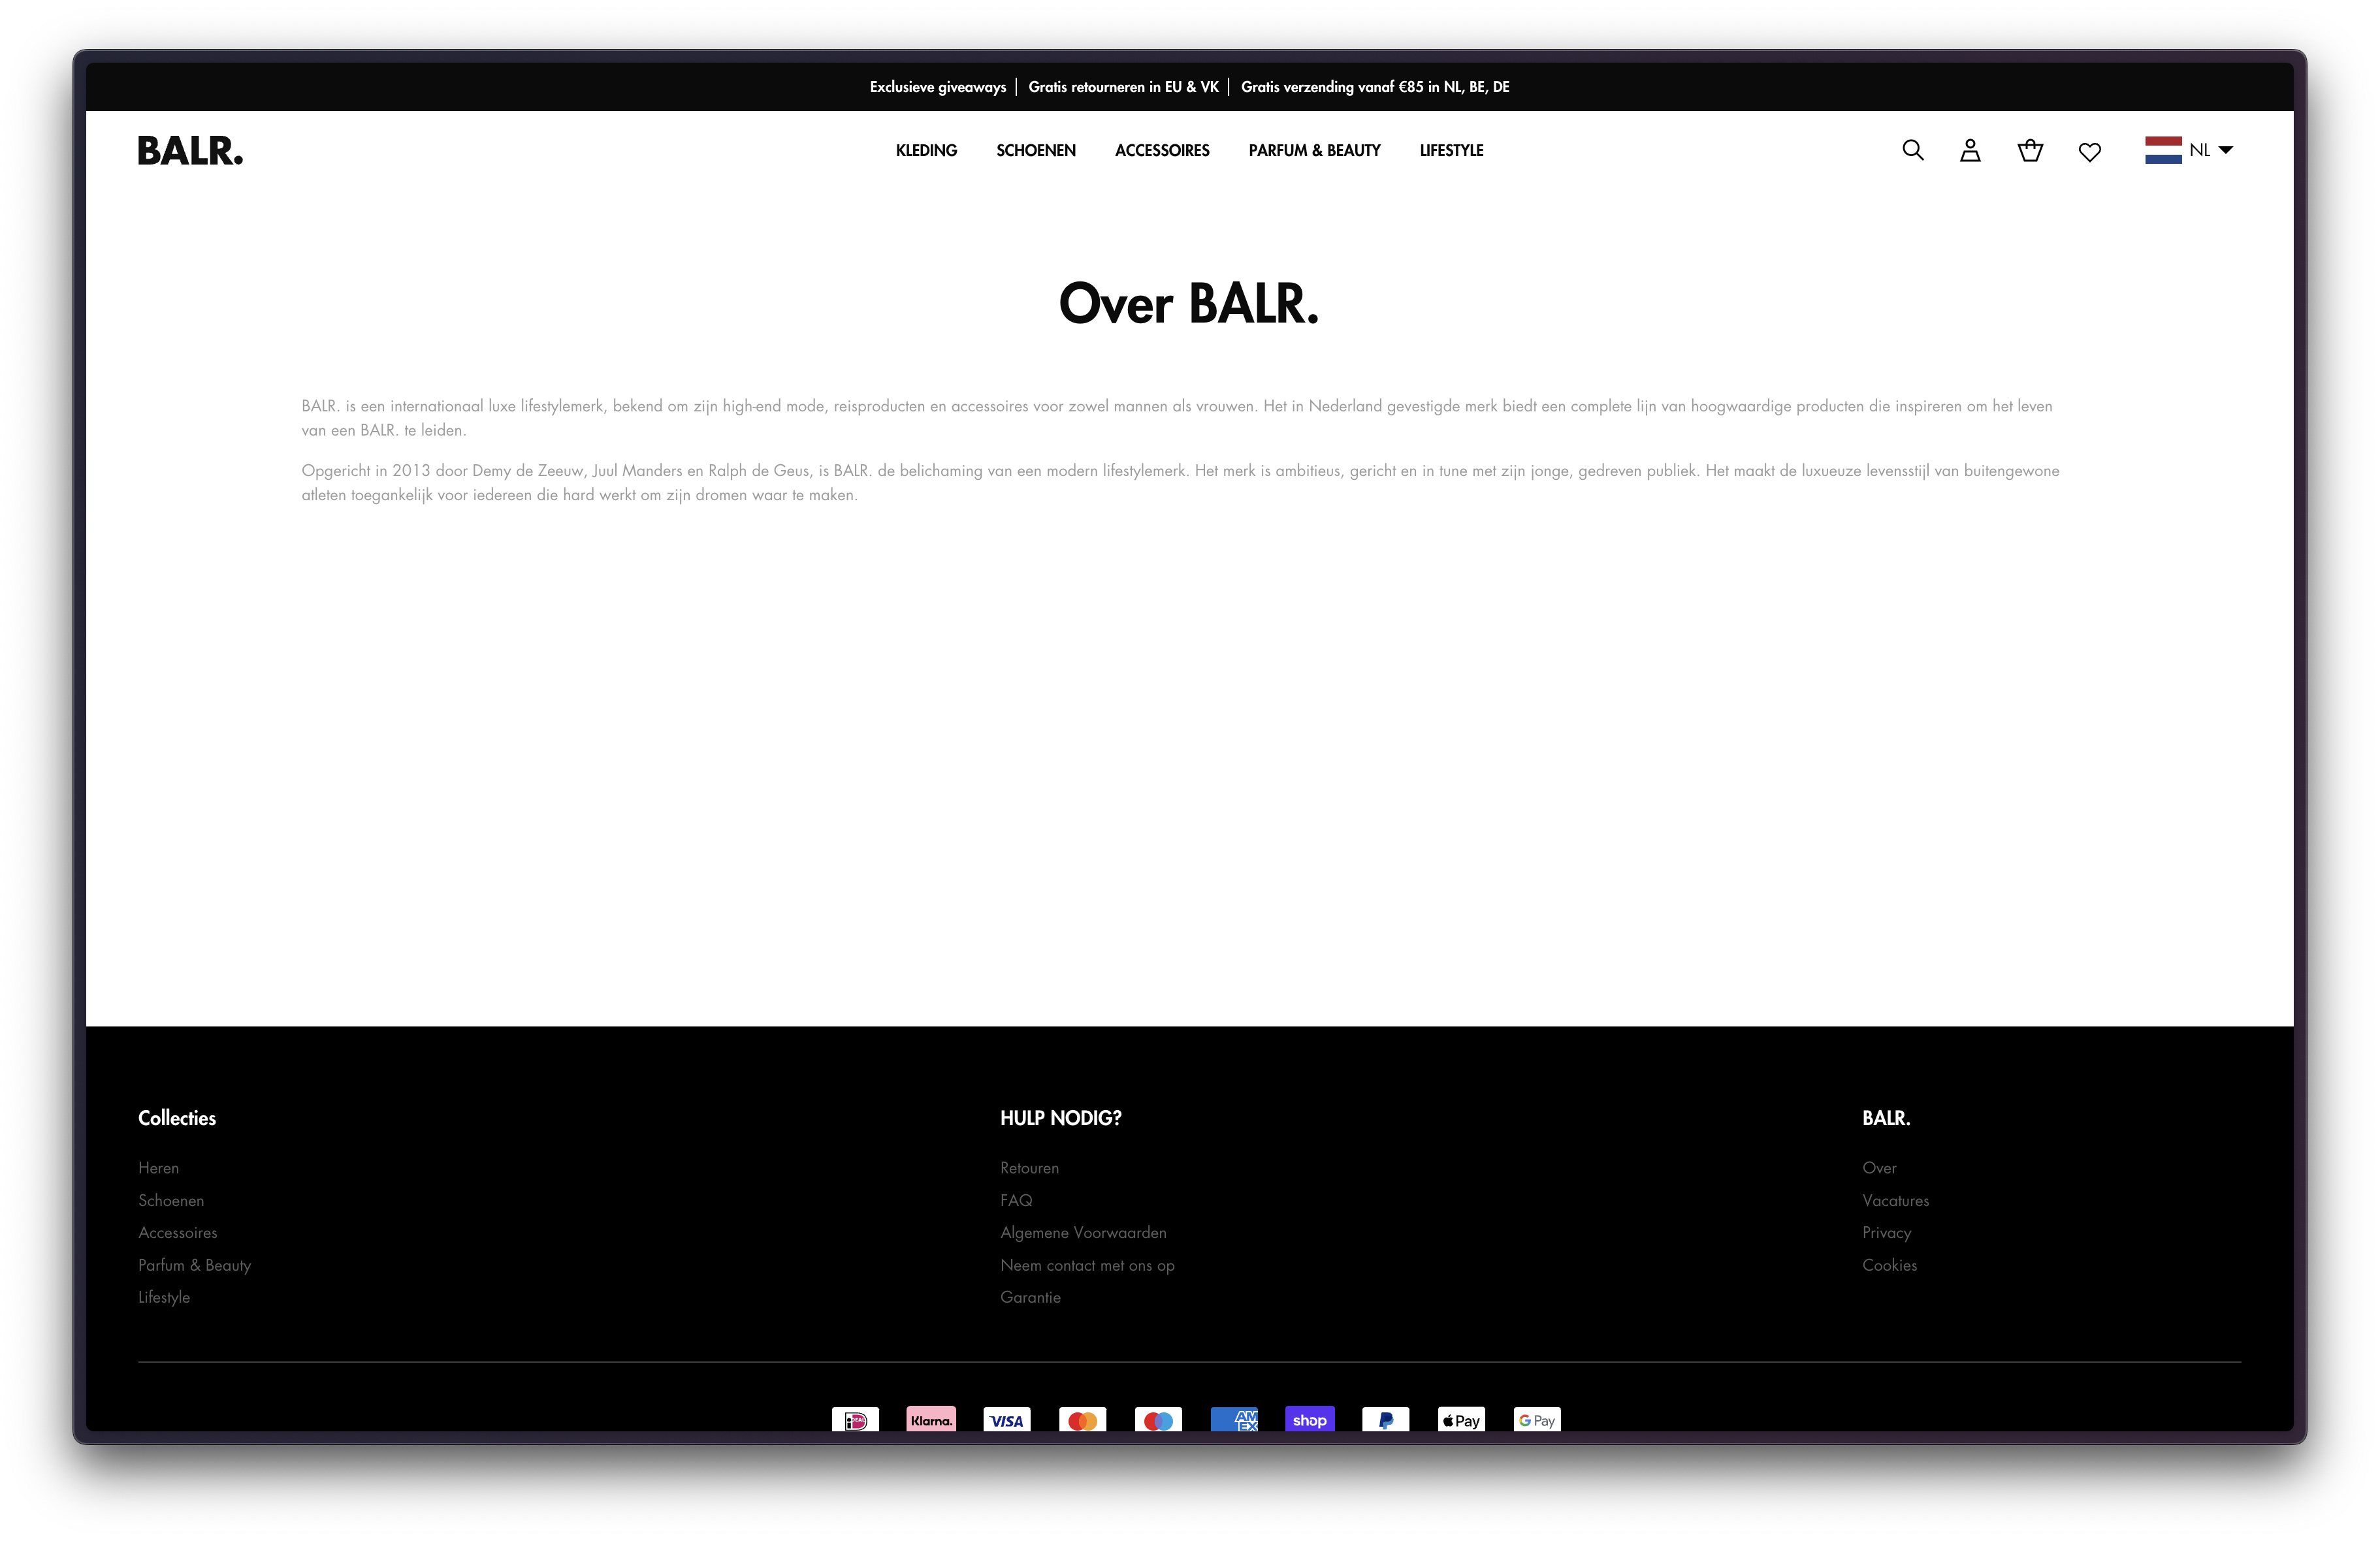 Exclusieve giveaways | Gratis retourneren in EU & VK | Gratis verzending vanaf €85 in NL, BE, DE
BALR. KLEDING SCHOENEN ACCESSOIRES PARFUM & BEAUTY LIFESTYLE NL
Over BALR.
BALR. is een internationaal luxe lifestylemerk, bekend om zijn high-end mode, reisproducten en accessoires voor zowel mannen als vrouwen. Het in Nederland gevestigde merk biedt een complete lijn van hoogwaardige producten die inspireren om het leven
van een BALR. te leiden.
Opgericht in 2013 door Demy de Zeeuw, Juul Manders en Ralph de Geus, is BALR. de belichaming van een modern lifestylemerk. Het merk is ambitieus, gericht en in tune met zijn jonge, gedreven publiek. Het maakt de luxueuze levensstijl van buitengewone
atleten toegankelijk voor iedereen die hard werkt om zijn dromen waar te maken.
Collecties
Heren
Schoenen
Accessoires
Parfum & Beauty
Lifestyle
HULP NODIG?
Retouren
FAQ
Algemene Voorwaarden
Neem contact met ons op
Garantie
BALR.
Over
Vacatures
Privacy
Cookies
iDEAL Klarna. VISA AMEX shop Pay G Pay